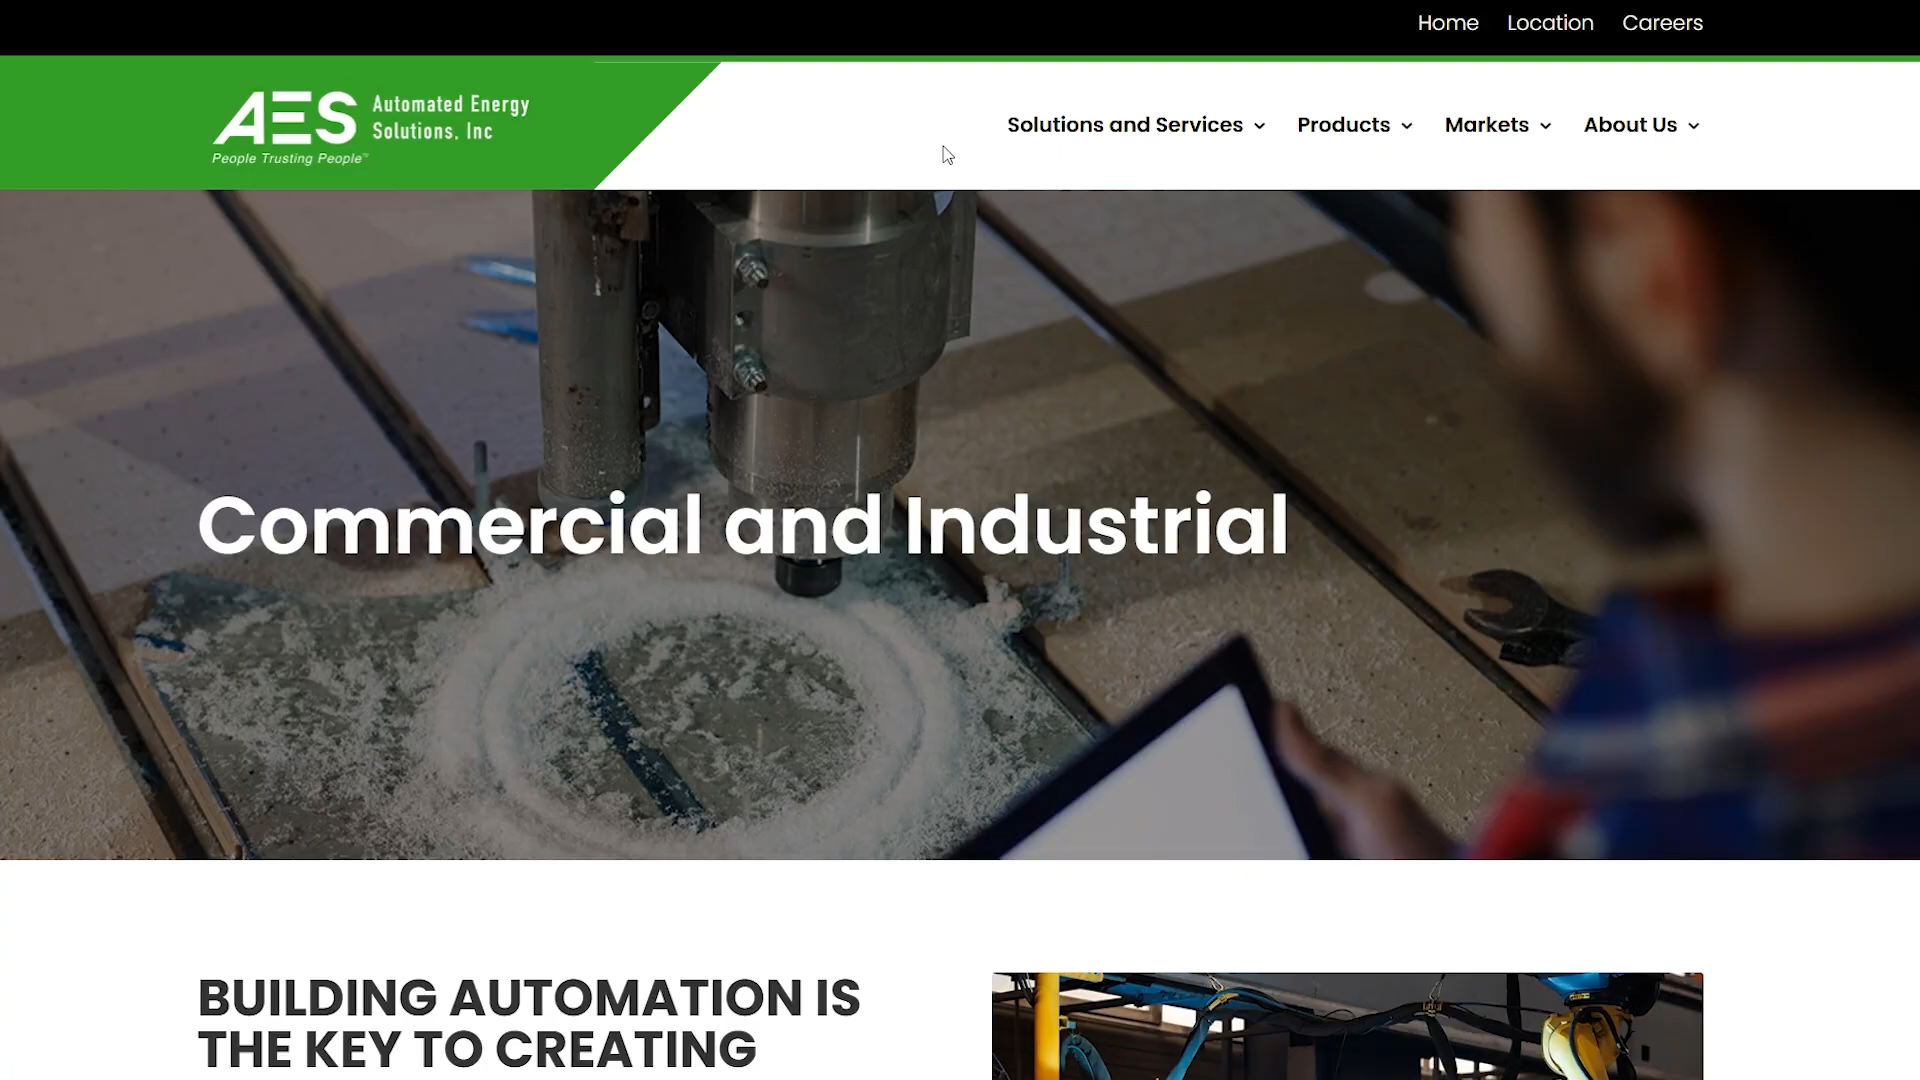 Home Location Careers
AES Automated Energy
Solutions, Inc
People Trusting People™
Solutions and Services Products Markets About Us
Commercial and Industrial
BUILDING AUTOMATION IS
THE KEY TO CREATING